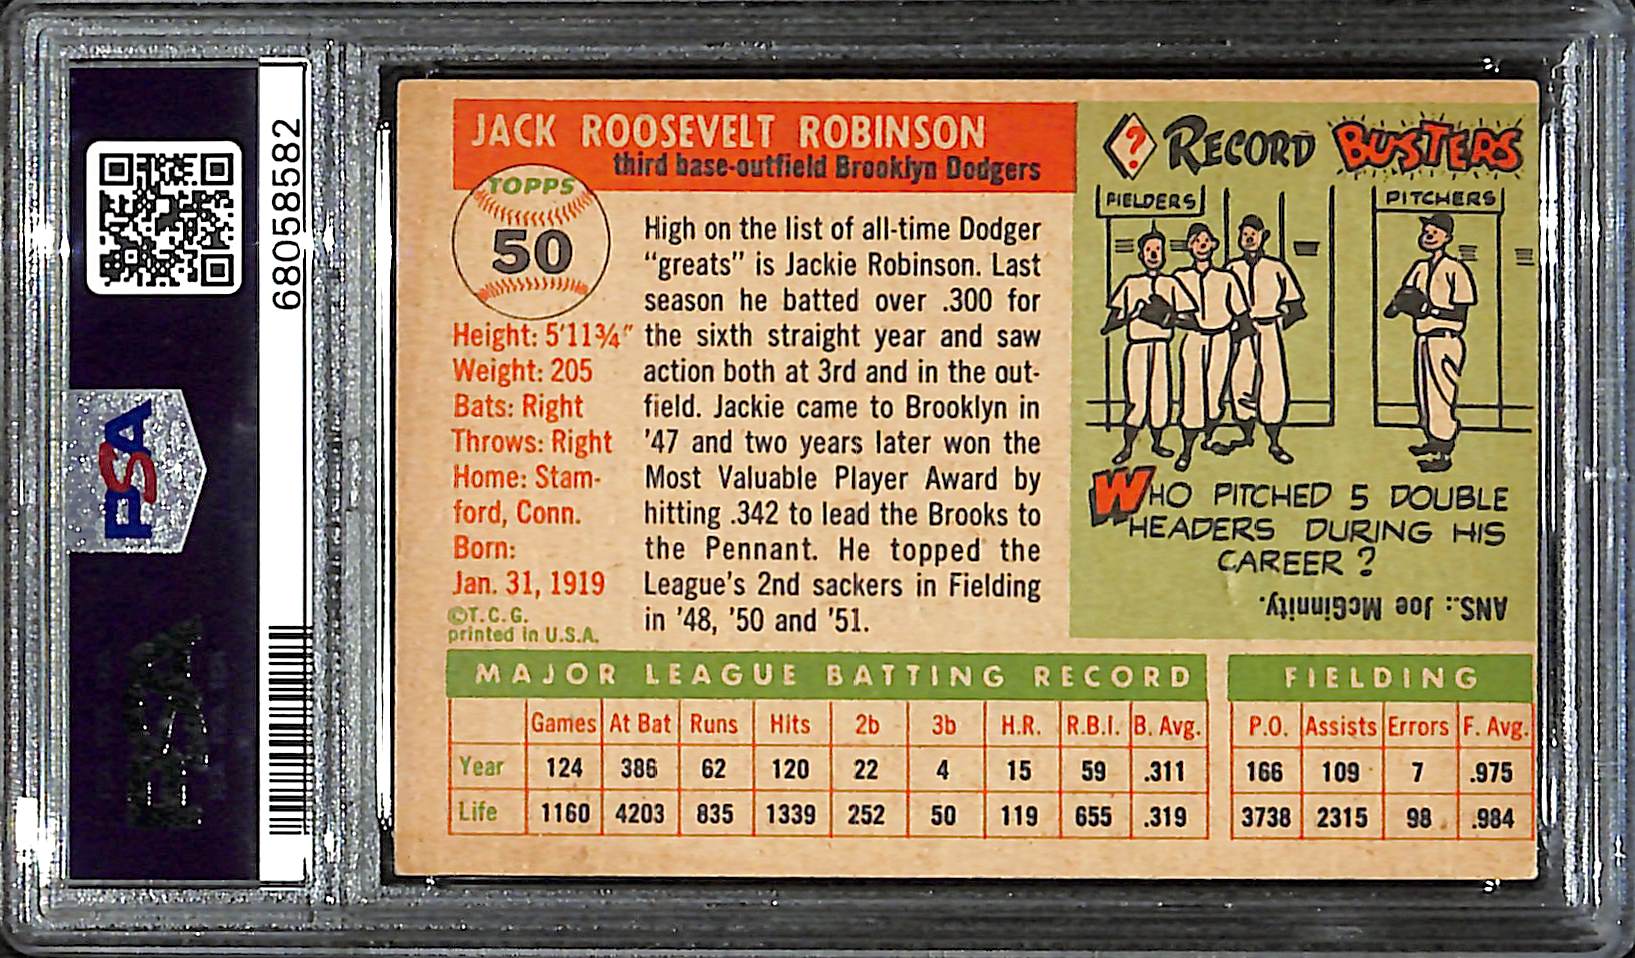 68058582
PSA
JACK ROOSEVELT ROBINSON
third base-outfield Brooklyn Dodgers
TOPPS
50
Height: 5'11¾"
Weight: 205
Bats: Right
Throws: Right
Home: Stam-
ford, Conn.
Born:
Jan. 31, 1919
©T.C.G.
printed in U.S.A.
High on the list of all-time Dodger
“greats” is Jackie Robinson. Last
season he batted over .300 for
the sixth straight year and saw
action both at 3rd and in the out-
field. Jackie came to Brooklyn in
'47 and two years later won the
Most Valuable Player Award by
hitting .342 to lead the Brooks to
the Pennant. He topped the
League's 2nd sackers in Fielding
in '48, '50 and '51.
? RECORD BUSTERS
FIELDERS
PITCHERS
WHO PITCHED 5 DOUBLE
HEADERS DURING HIS
CAREER?
ANS.: Joe McGinnity.
MAJOR LEAGUE BATTING RECORD
Games At Bat Runs Hits 2b 3b H.R. R.B.I. B. Avg.
Year 124 386 62 120 22 4 15 59 .311
Life 1160 4203 835 1339 252 50 119 655 .319
FIELDING
P.O. Assists Errors F. Avg.
166 109 7 .975
3738 2315 98 .984